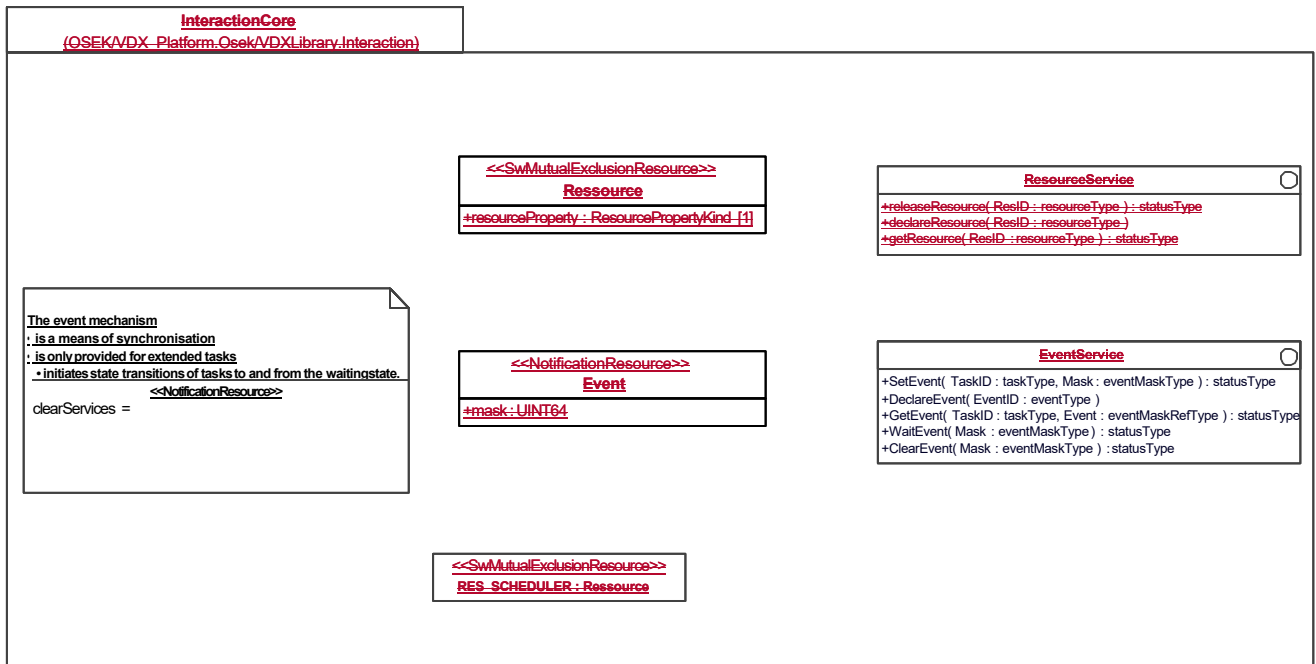 InteractionCore
(OSEK/VDX Platform.Osek/VDXLibrary.Interaction)
<<SwMutualExclusionResource>>
Ressource
+resourceProperty : ResourcePropertyKind [1]
ResourceService
+releaseResource( ResID : resourceType ) : statusType
+declareResource( ResID : resourceType )
+getResource( ResID : resourceType ) : statusType
The event mechanism
· is a means of synchronisation
· is only provided for extended tasks
• initiates state transitions of tasks to and from the waitingstate.
<<NotificationResource>>
clearServices =
<<NotificationResource>>
Event
+mask : UINT64
EventService
+SetEvent( TaskID : taskType, Mask : eventMaskType ) : statusType
+DeclareEvent( EventID : eventType )
+GetEvent( TaskID : taskType, Event : eventMaskRefType ) : statusType
+WaitEvent( Mask : eventMaskType ) : statusType
+ClearEvent( Mask : eventMaskType ) : statusType
<<SwMutualExclusionResource>>
RES_SCHEDULER : Ressource